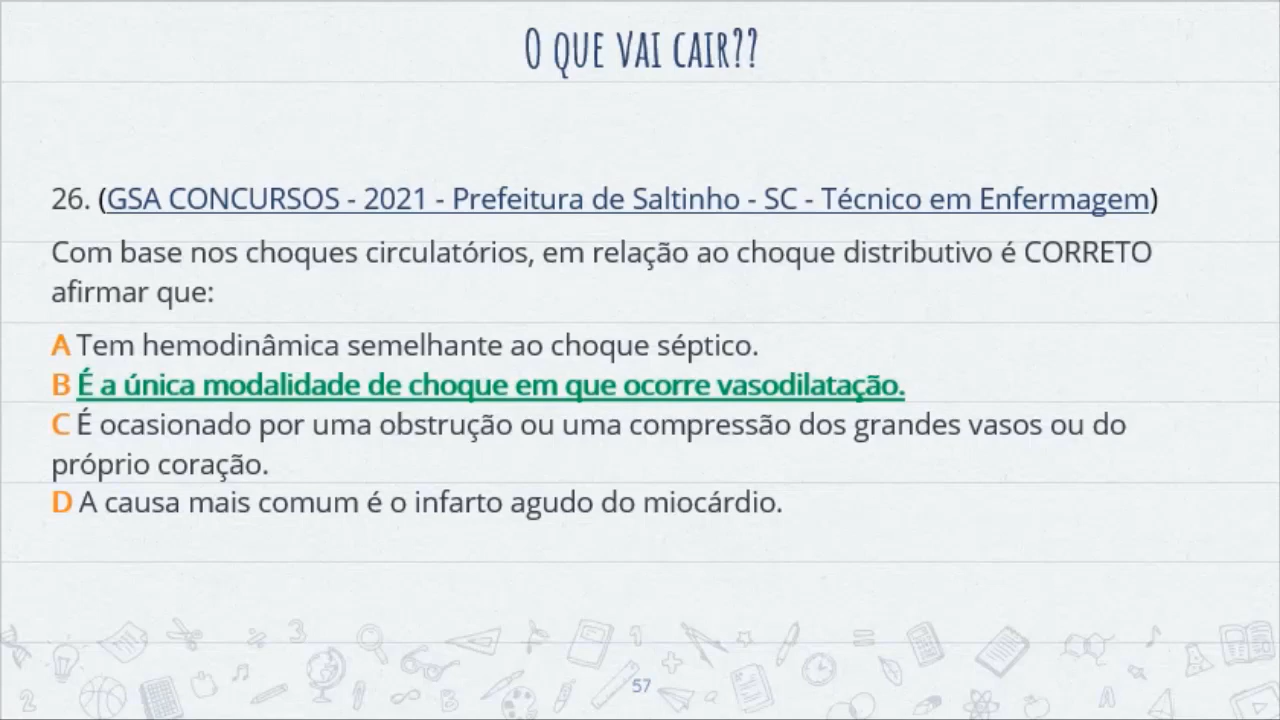 O QUE VAI CAIR??
26. (GSA CONCURSOS - 2021 - Prefeitura de Saltinho - SC - Técnico em Enfermagem)
Com base nos choques circulatórios, em relação ao choque distributivo é CORRETO
afirmar que:
A Tem hemodinâmica semelhante ao choque séptico.
B É a única modalidade de choque em que ocorre vasodilatação.
C É ocasionado por uma obstrução ou uma compressão dos grandes vasos ou do
próprio coração.
D A causa mais comum é o infarto agudo do miocárdio.
57